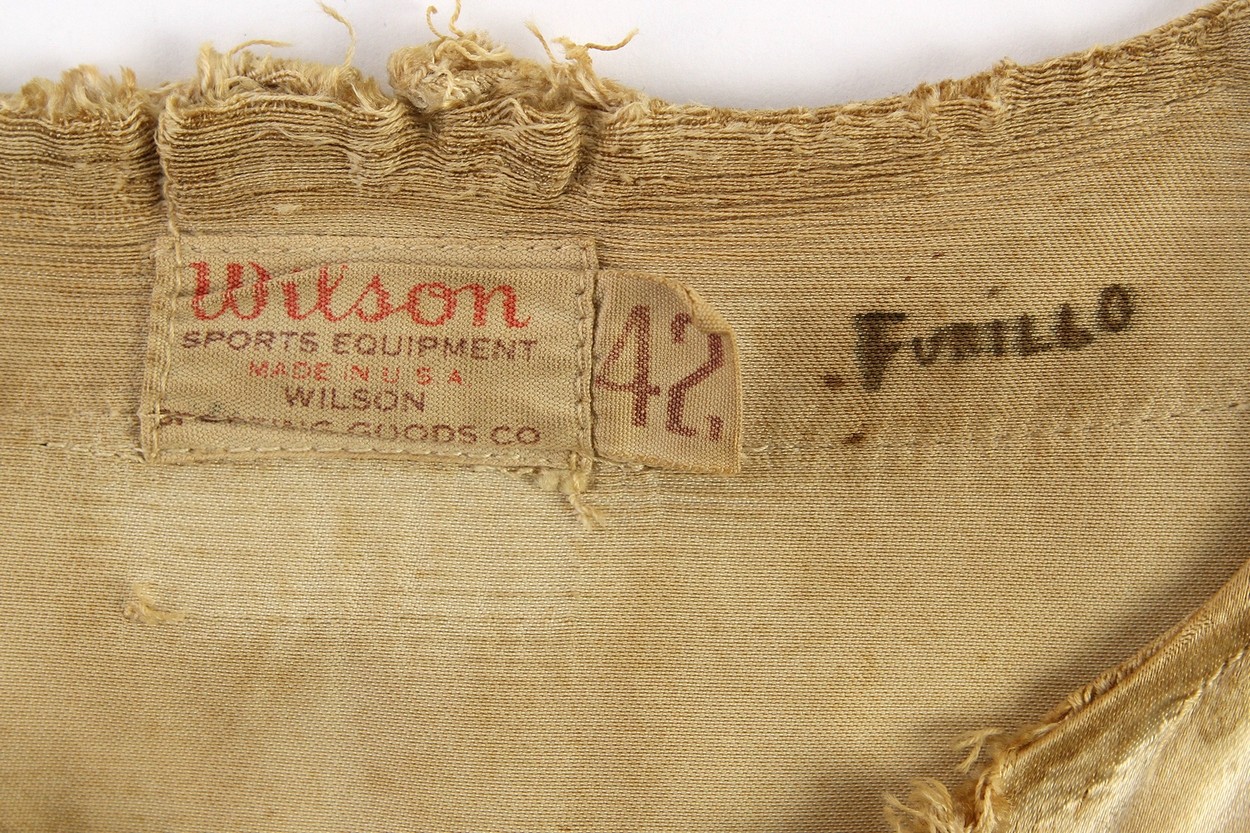 Wilson
SPORTS EQUIPMENT
MADE IN U S A
WILSON
GOODS CO
42
FURILLO